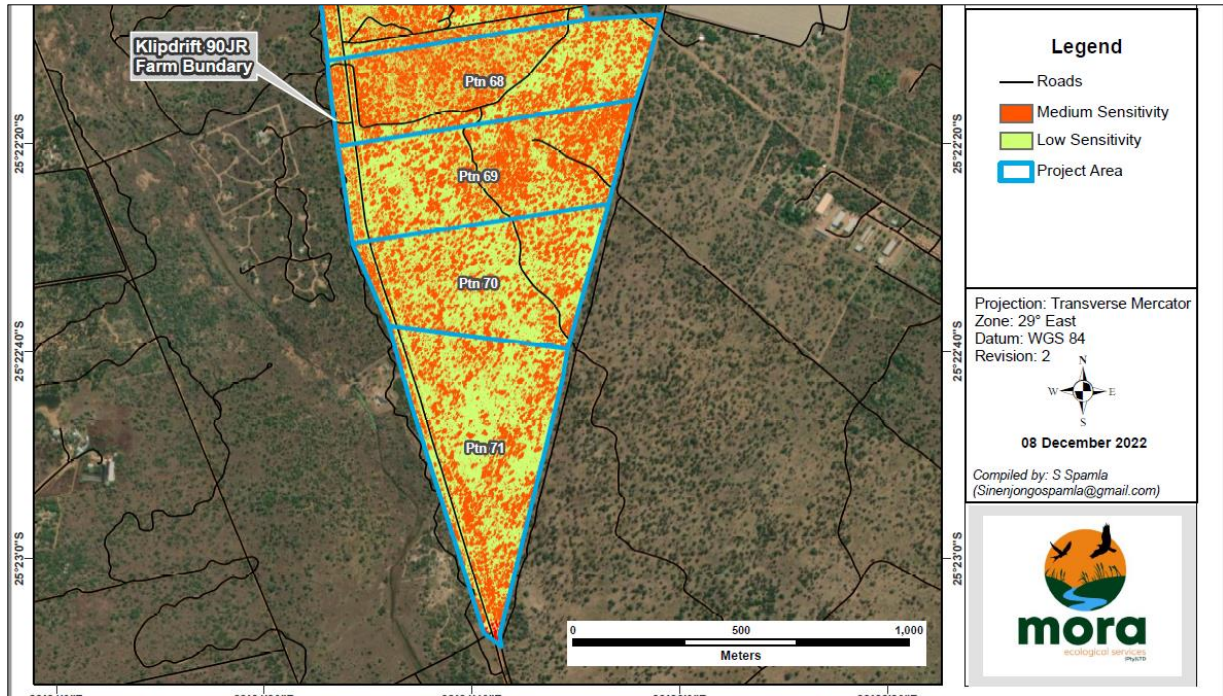 Klipdrift 90JR
Farm Bundary
Ptn 68
Ptn 69
Ptn 70
Ptn 71
25°22'20"S
25°22'40"S
25°23'0"S
25°22'20"S
25°22'40"S
25°23'0"S
0 500 1,000
Meters
Legend
Roads
Medium Sensitivity
Low Sensitivity
Project Area
Projection: Transverse Mercator
Zone: 29° East
Datum: WGS 84
Revision: 2
N
W E
S
08 December 2022
Compiled by: S Spamla
(Sinenjongospamla@gmail.com)
mora
ecological services
(Pty)LTD